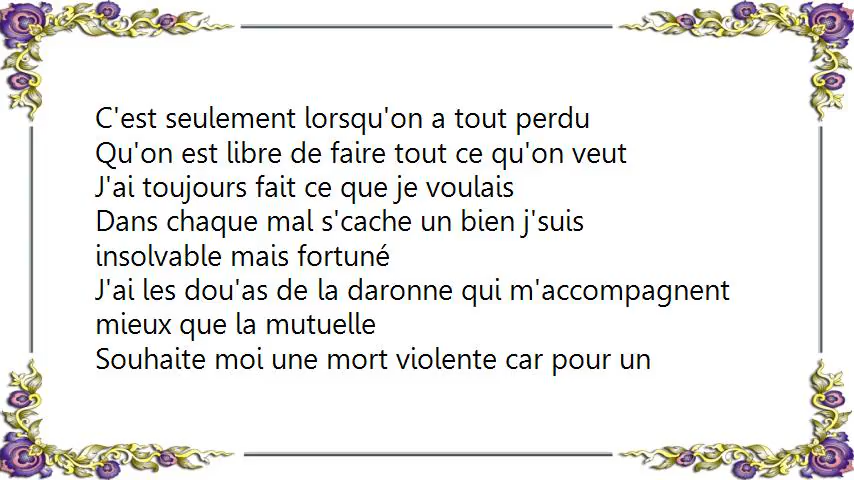 C'est seulement lorsqu'on a tout perdu
Qu'on est libre de faire tout ce qu'on veut
J'ai toujours fait ce que je voulais
Dans chaque mal s'cache un bien j'suis
insolvable mais fortuné
J'ai les dou'as de la daronne qui m'accompagnent
mieux que la mutuelle
Souhaite moi une mort violente car pour un